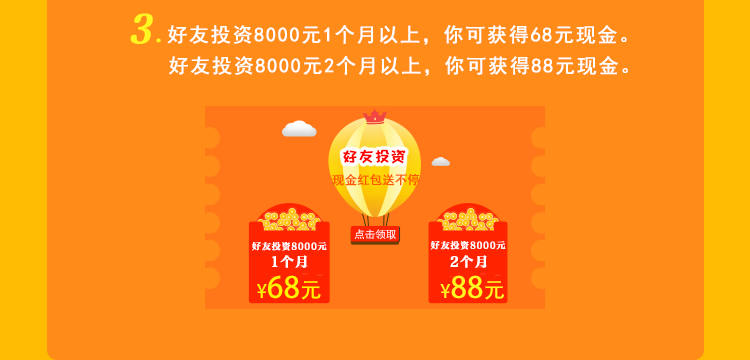 3.好友投资8000元1个月以上，你可获得68元现金。
好友投资8000元2个月以上，你可获得88元现金。
好友投资
现金红包送不停
点击领取
好友投资8000元
1个月
¥68元
好友投资8000元
2个月
¥88元